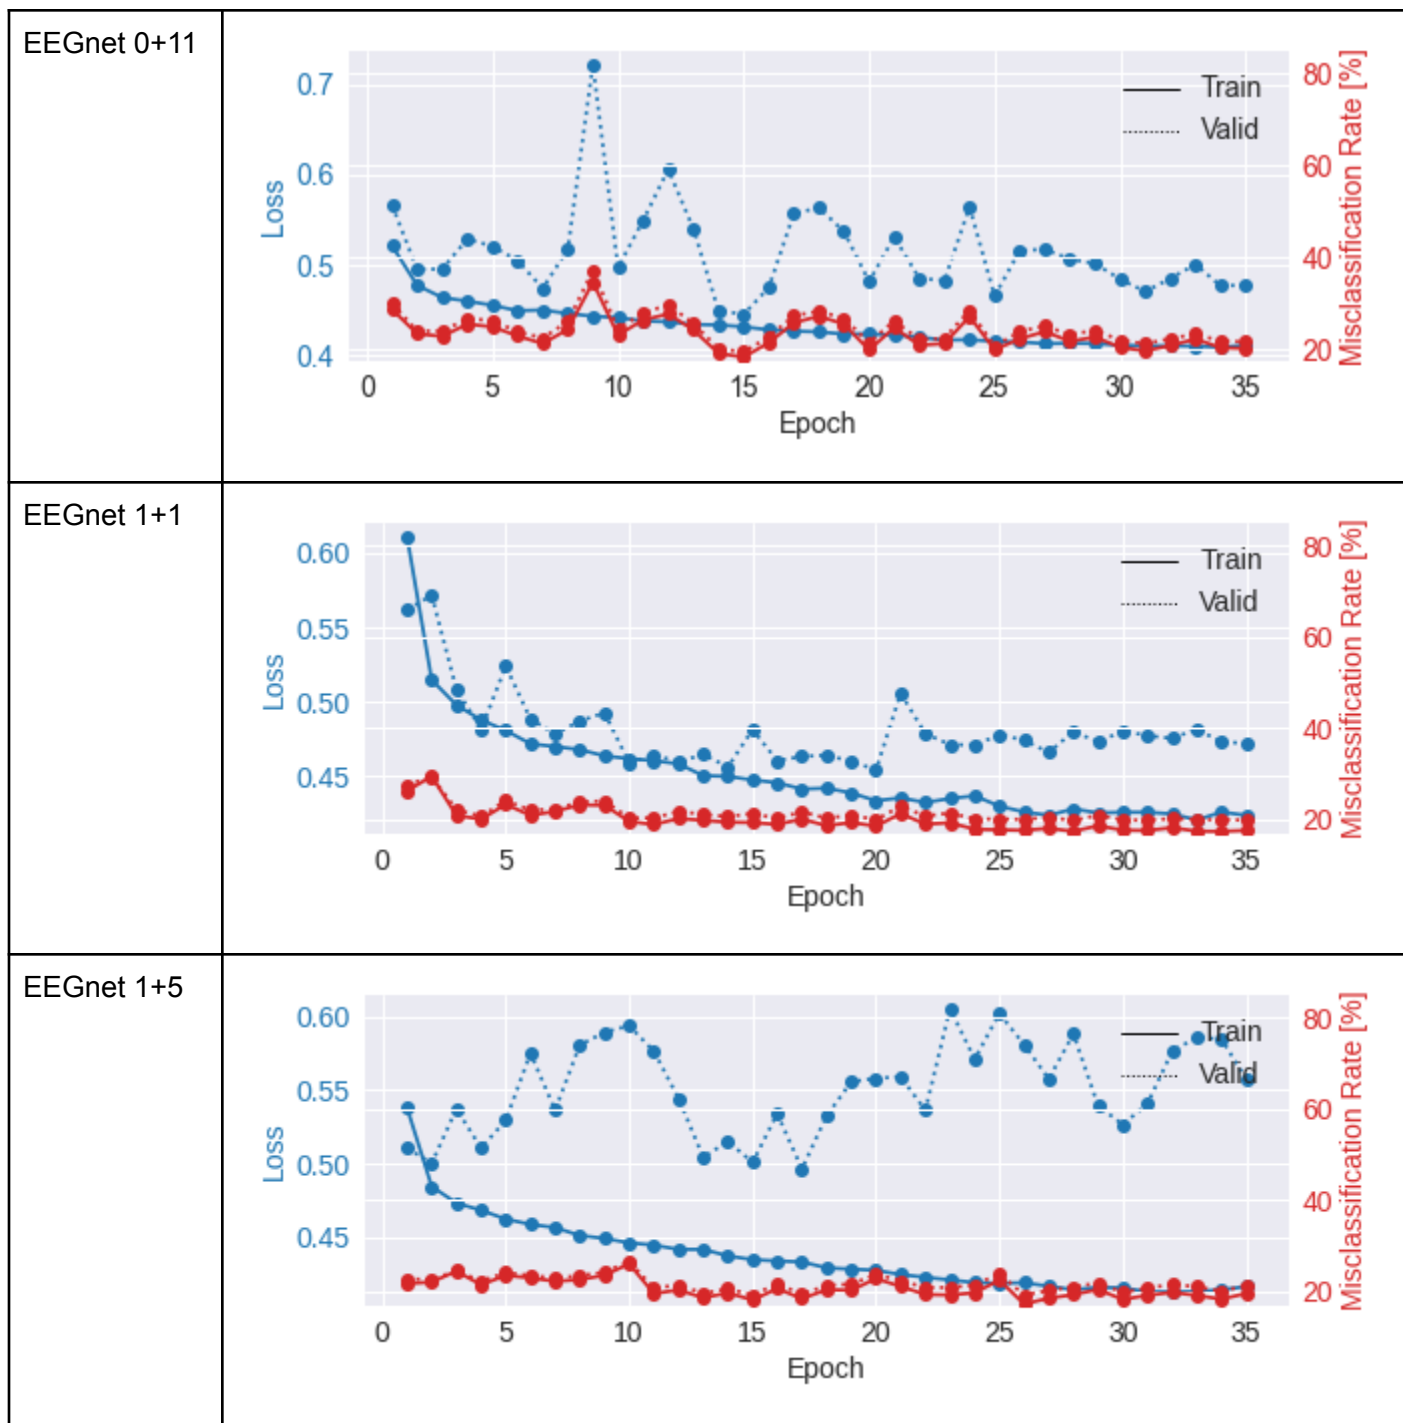 EEGnet 0+11
Loss
0.7
0.6
0.5
0.4
Train
Valid
80
60
40
20
Misclassification Rate [%]
0 5 10 15 20 25 30 35
Epoch
EEGnet 1+1
Loss
0.60
0.55
0.50
0.45
Train
Valid
80
60
40
20
Misclassification Rate [%]
0 5 10 15 20 25 30 35
Epoch
EEGnet 1+5
Loss
0.60
0.55
0.50
0.45
Train
Valid
80
60
40
20
Misclassification Rate [%]
0 5 10 15 20 25 30 35
Epoch